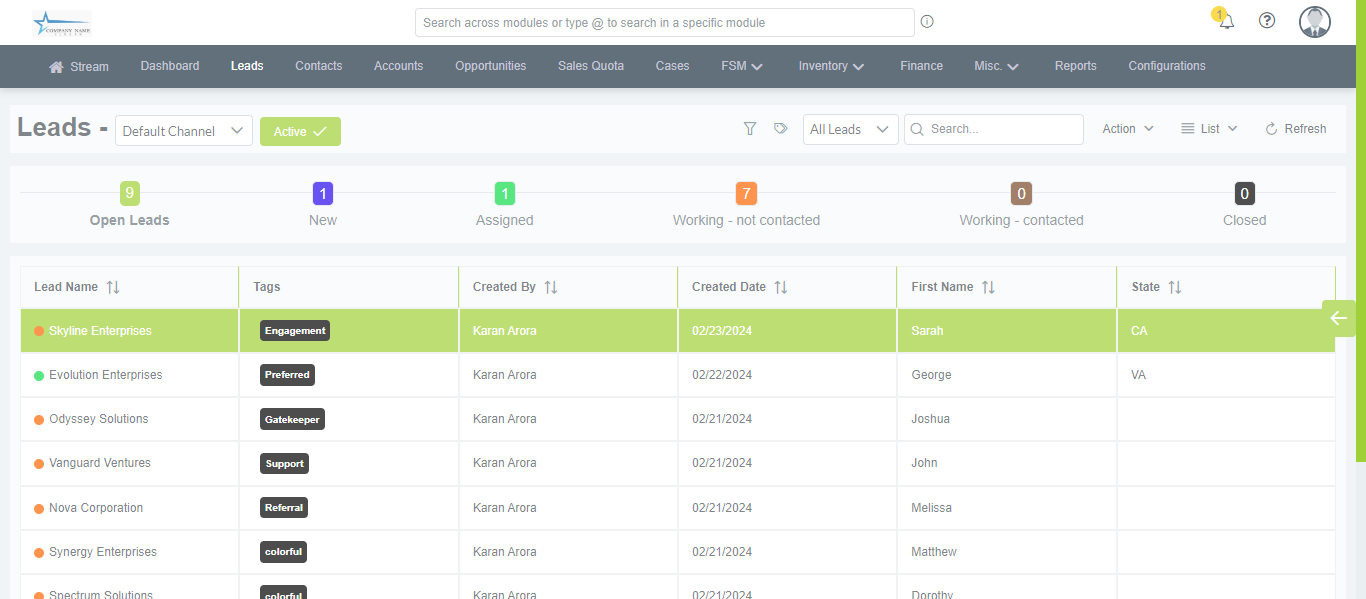 COMPANY NAME
Search across modules or type @ to search in a specific module
1
Stream Dashboard Leads Contacts Accounts Opportunities Sales Quota Cases FSM Inventory Finance Misc. Reports Configurations
Leads - Default Channel Active All Leads Search... Action List Refresh
9 1 1 7 0 0
Open Leads New Assigned Working - not contacted Working - contacted Closed
Lead Name Tags Created By Created Date First Name State
Skyline Enterprises Engagement Karan Arora 02/23/2024 Sarah CA
Evolution Enterprises Preferred Karan Arora 02/22/2024 George VA
Odyssey Solutions Gatekeeper Karan Arora 02/21/2024 Joshua
Vanguard Ventures Support Karan Arora 02/21/2024 John
Nova Corporation Referral Karan Arora 02/21/2024 Melissa
Synergy Enterprises colorful Karan Arora 02/21/2024 Matthew
Spectrum Solutions colorful Karan Arora 02/21/2024 Dorothy